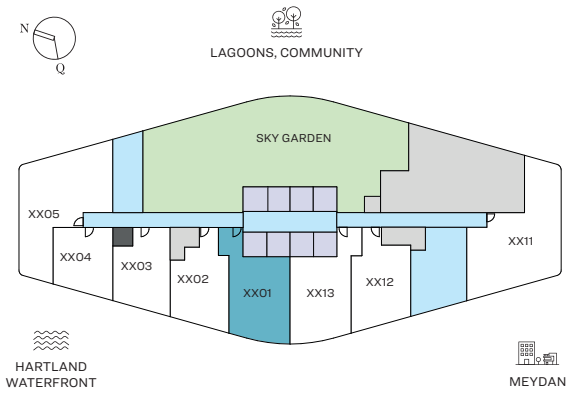 N
Q
LAGOONS, COMMUNITY
SKY GARDEN
XX05
XX04
XX03
XX02
XX01
XX13
XX12
XX11
HARTLAND
WATERFRONT
MEYDAN